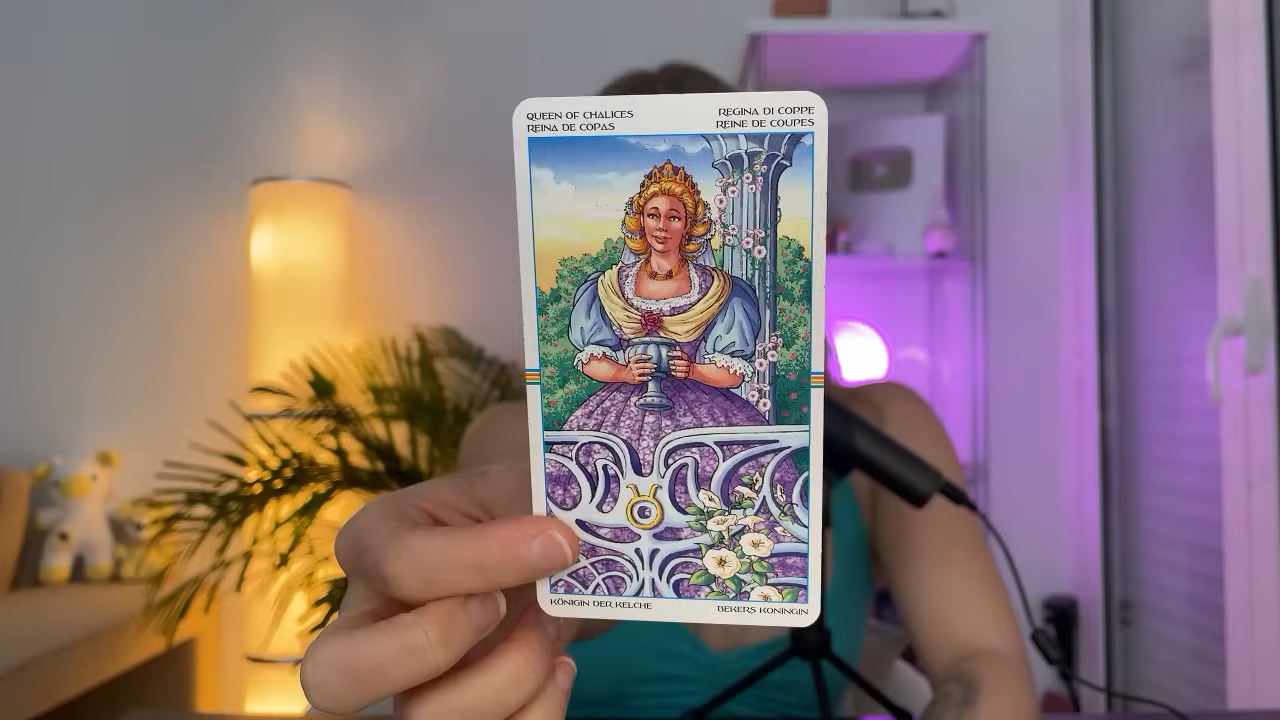 QUEEN OF CHALICES
REINA DE COPAS
REGINA DI COPPE
REINE DE COUPES
KÖNIGIN DER KELCHE
BEKERS KONINGIN